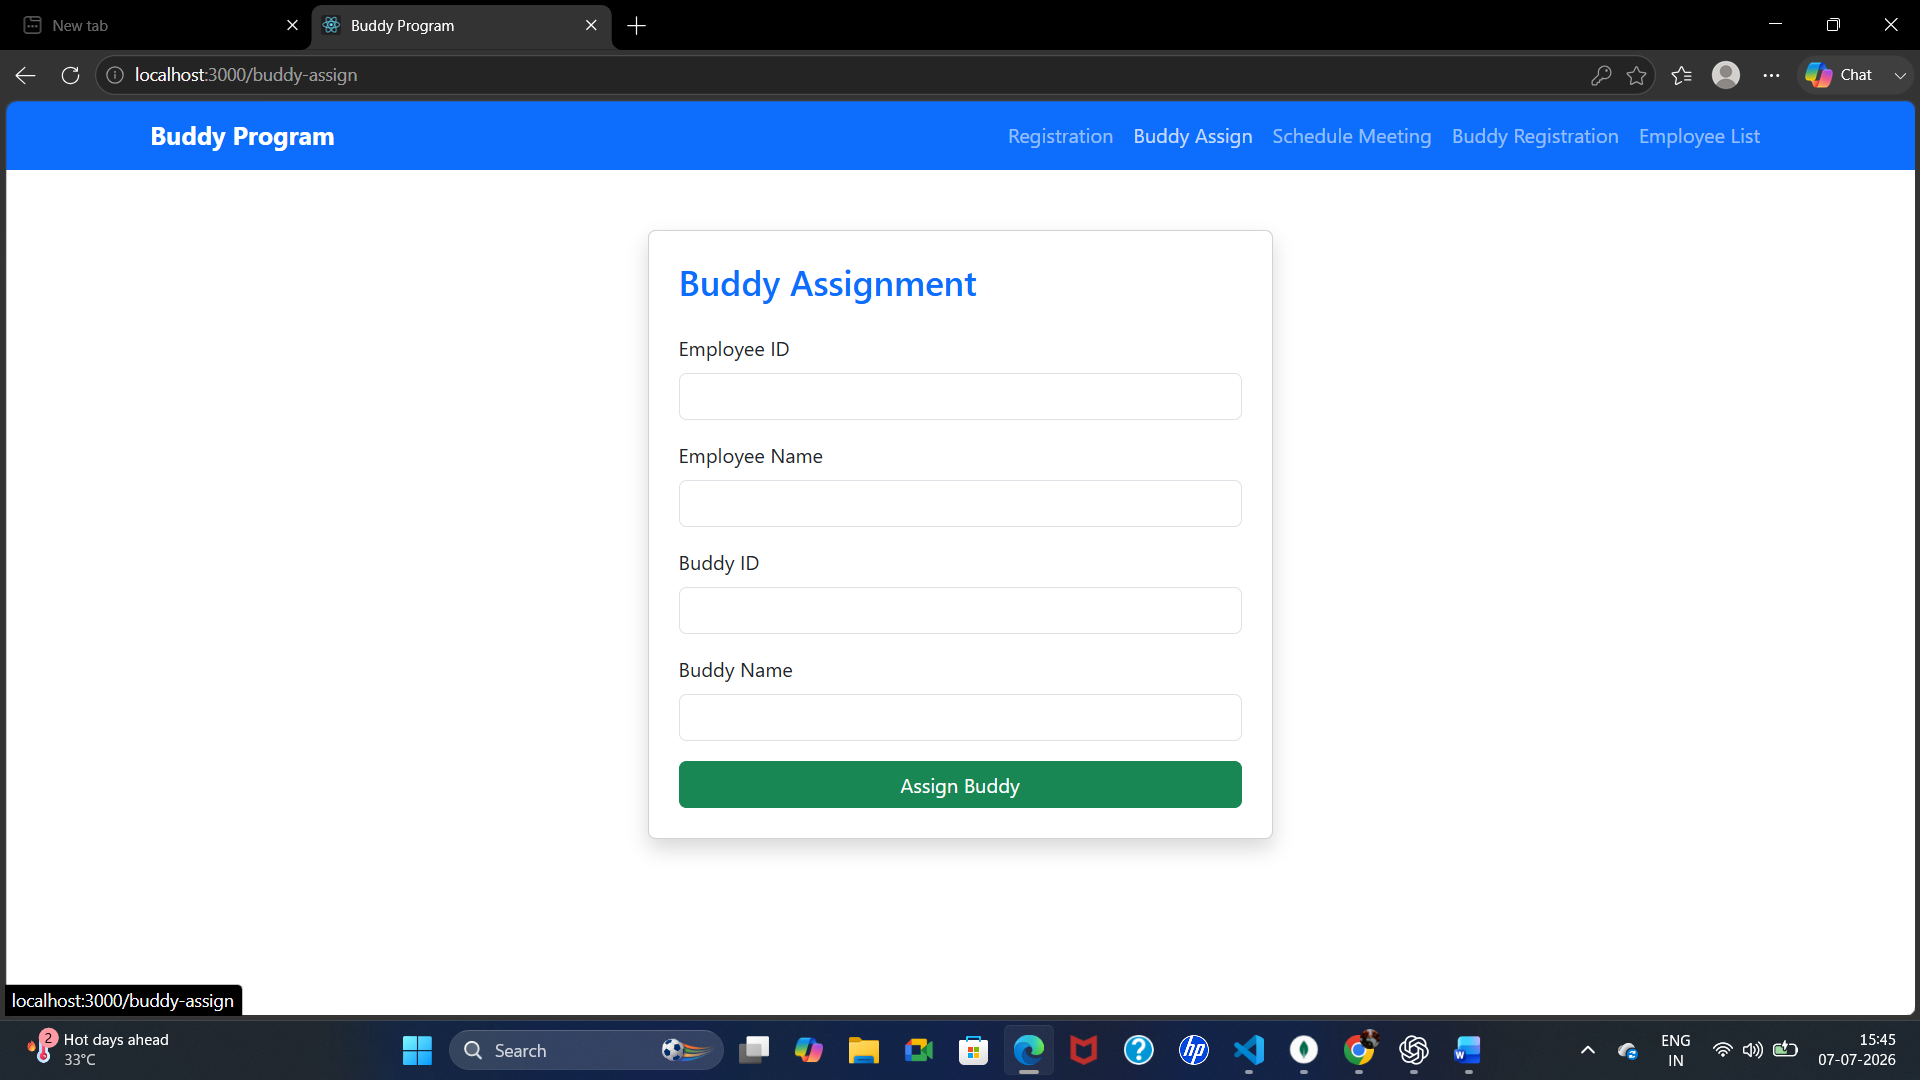 New tab
Buddy Program
localhost:3000/buddy-assign
Chat
Buddy Program
Registration
Buddy Assign
Schedule Meeting
Buddy Registration
Employee List
Buddy Assignment
Employee ID
Employee Name
Buddy ID
Buddy Name
Assign Buddy
localhost:3000/buddy-assign
2
Hot days ahead
33°C
Search
?
hp
W
ENG
IN
15:45
07-07-2026